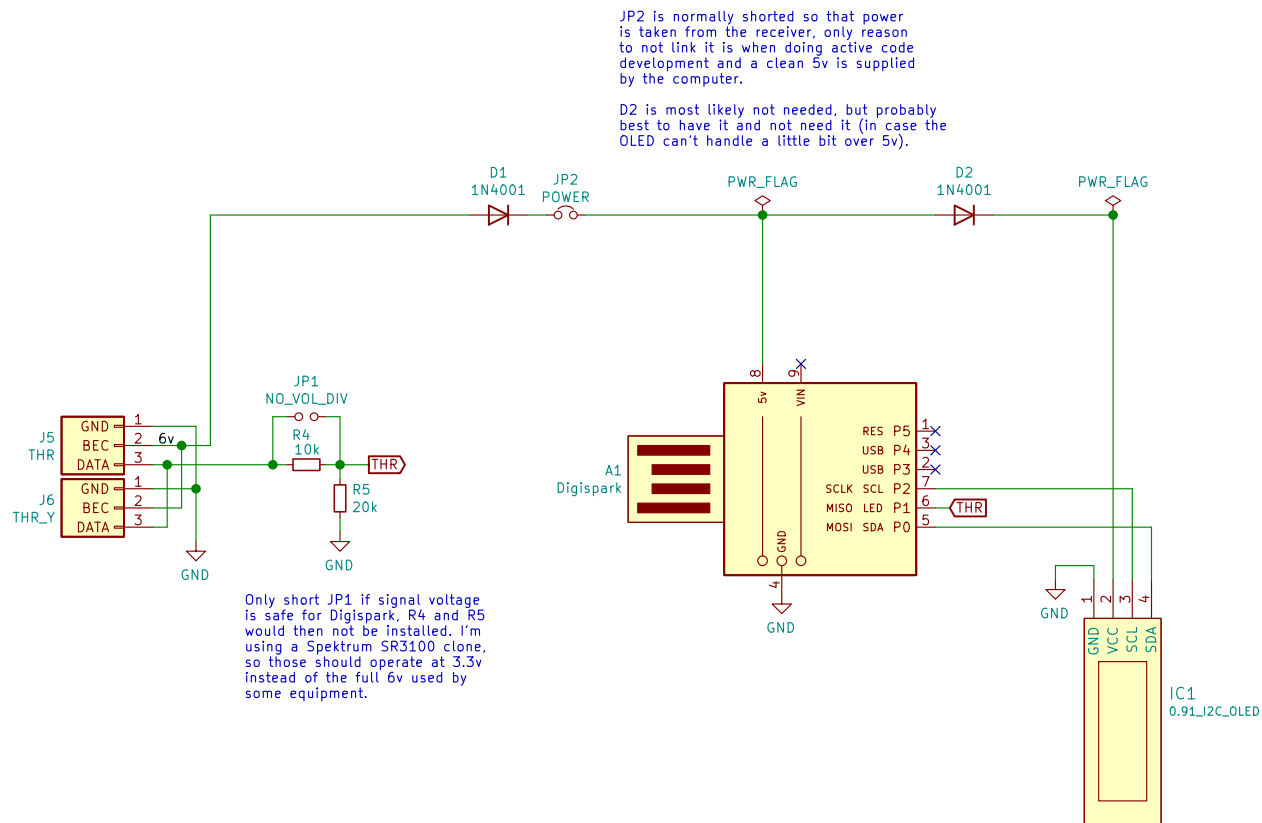 JP2 is normally shorted so that power
is taken from the receiver, only reason
to not link it is when doing active code
development and a clean 5v is supplied
by the computer.
D2 is most likely not needed, but probably
best to have it and not need it (in case the
OLED can't handle a little bit over 5v).
D1
1N4001
JP2
POWER
PWR_FLAG
D2
1N4001
PWR_FLAG
JP1
NO_VOL_DIV
R4
10k
THR
R5
20k
GND
J5
THR
GND 1
BEC 2
DATA 3
6v
J6
THR_Y
GND 1
BEC 2
DATA 3
GND
Only short JP1 if signal voltage
is safe for Digispark, R4 and R5
would then not be installed. I'm
using a Spektrum SR3100 clone,
so those should operate at 3.3v
instead of the full 6v used by
some equipment.
A1
Digispark
8
9
5v
VIN
RES P5 1
USB P4 3
USB P3 2
SCLK SCL P2 7
MISO LED P1 6
MOSI SDA P0 5
THR
GND
4
GND
GND
1
2
3
4
GND
VCC
SCL
SDA
IC1
0.91_I2C_OLED